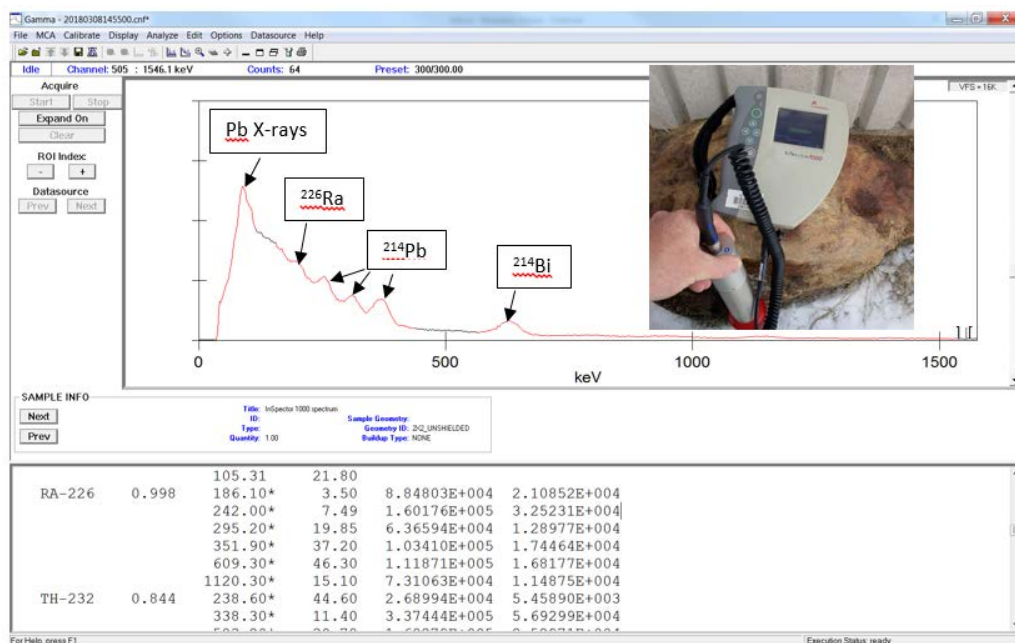 Gamma - 20180308145500.cnf*
File MCA Calibrate Display Analyze Edit Options Datasource Help
Idle Channel: 505 : 1546.1 keV Counts: 64 Preset: 300/300.00
Acquire
Start Stop
Expand On
Clear
ROI Index:
- +
Datasource
Prev Next
VFS = 16K
Pb X-rays
²²⁶Ra
²¹⁴Pb
²¹⁴Bi
0 500 1000 1500
keV
SAMPLE INFO
Next
Prev
Title: InSpector 1000 spectrum
ID: Sample Geometry:
Type: Geometry ID: 2X2_UNSHIELDED
Quantity: 1.00 Buildup Type: NONE
105.31 21.80
RA-226 0.998 186.10* 3.50 8.84803E+004 2.10852E+004
242.00* 7.49 1.60176E+005 3.25231E+004
295.20* 19.85 6.36594E+004 1.28977E+004
351.90* 37.20 1.03410E+005 1.74464E+004
609.30* 46.30 1.11871E+005 1.68177E+004
1120.30* 15.10 7.31063E+004 1.14875E+004
TH-232 0.844 238.60* 44.60 2.68994E+004 5.45890E+003
338.30* 11.40 3.37444E+005 5.69299E+004
For Help, press F1 Execution Status: ready